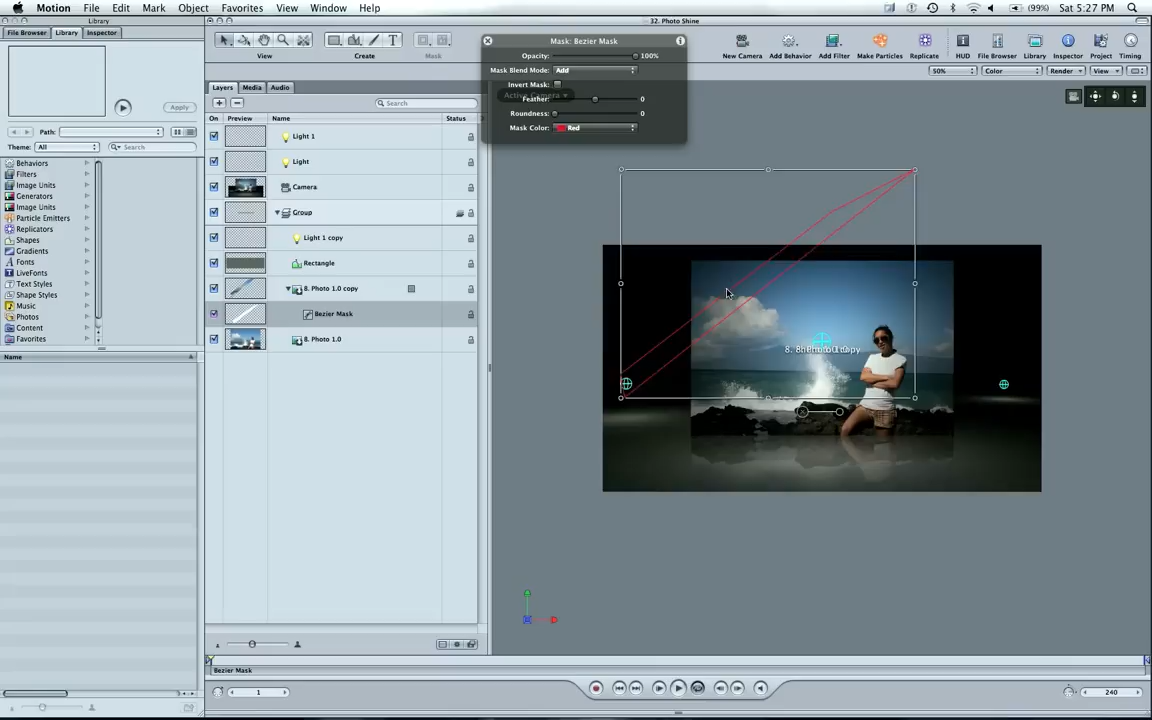 Motion File Edit Mark Object Favorites View Window Help
(99%) Sat 5:27 PM
Library
32. Photo Shine
File Browser Library Inspector
View Create Mask
New Camera Add Behavior Add Filter Make Particles Replicate HUD File Browser Library Inspector Project Timing
Mask: Bezier Mask
Opacity: 100%
Mask Blend Mode: Add
Invert Mask:
Active Camera
Feather: 0
Roundness: 0
Mask Color: Red
50% Color Render View
Apply
Path:
Theme: All Search
Behaviors
Filters
Image Units
Generators
Image Units
Particle Emitters
Replicators
Shapes
Gradients
Fonts
LiveFonts
Text Styles
Shape Styles
Music
Photos
Content
Favorites
Name
Layers Media Audio
Search
On Preview Name Status
Light 1
Light
Camera
Group
Light 1 copy
Rectangle
8. Photo 1.0 copy
Bezier Mask
8. Photo 1.0
Bezier Mask
1
240